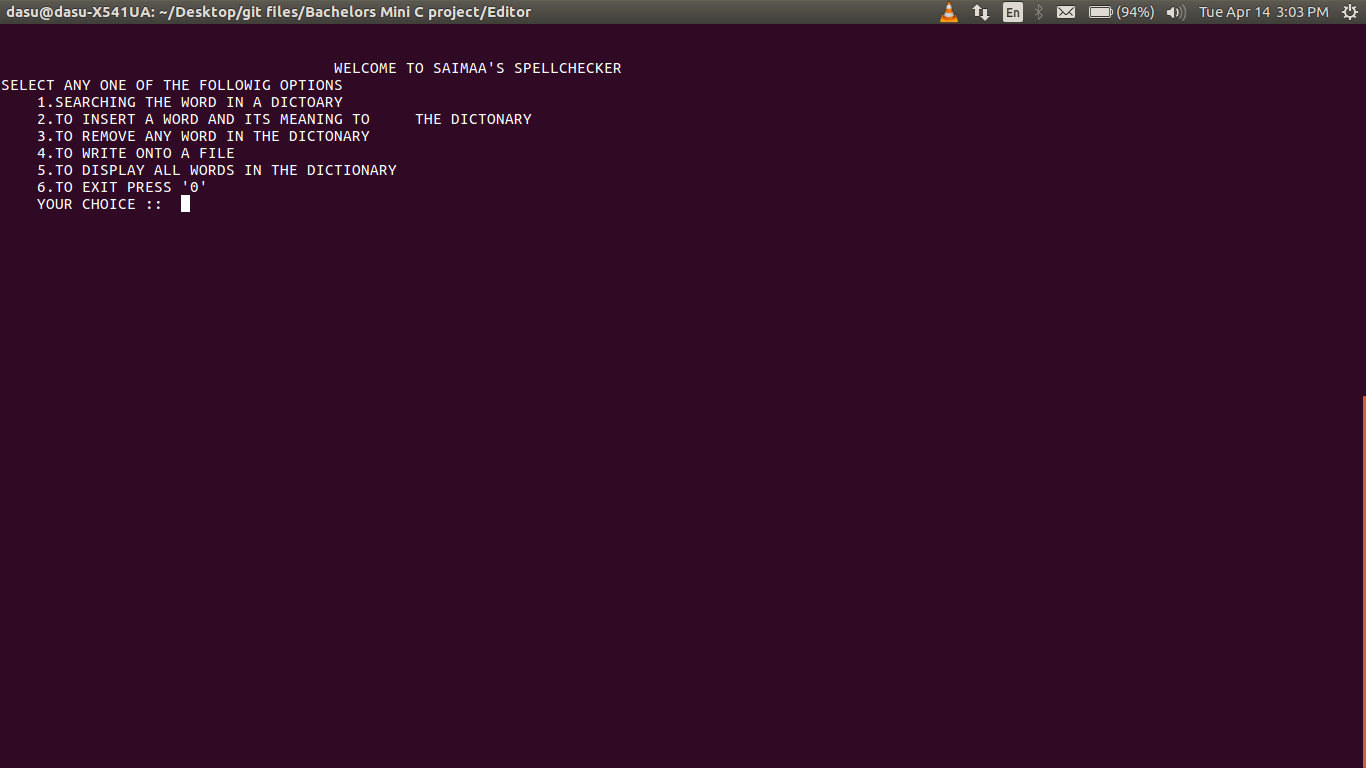 dasu@dasu-X541UA: ~/Desktop/git files/Bachelors Mini C project/Editor En (94%) Tue Apr 14 3:03 PM
WELCOME TO SAIMAA'S SPELLCHECKER
SELECT ANY ONE OF THE FOLLOWIG OPTIONS
1.SEARCHING THE WORD IN A DICTOARY
2.TO INSERT A WORD AND ITS MEANING TO     THE DICTONARY
3.TO REMOVE ANY WORD IN THE DICTONARY
4.TO WRITE ONTO A FILE
5.TO DISPLAY ALL WORDS IN THE DICTIONARY
6.TO EXIT PRESS '0'
YOUR CHOICE ::